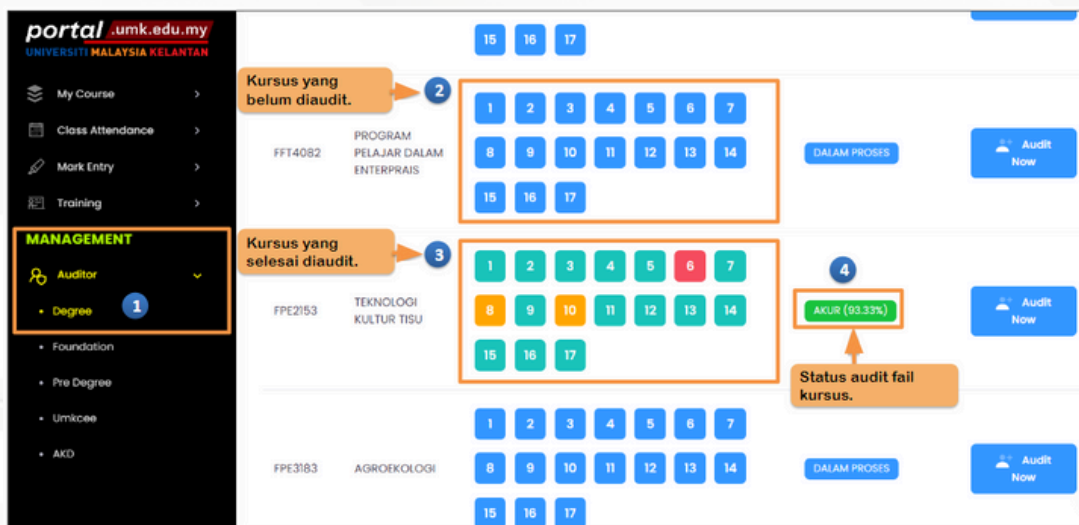 portal .umk.edu.my
UNIVERSITI MALAYSIA KELANTAN
My Course
Class Attendance
Mark Entry
Training
MANAGEMENT
Auditor
Degree
1
Foundation
Pre Degree
Umkcee
AKD
15 16 17
Kursus yang
belum diaudit.
2
FFT4082
PROGRAM
PELAJAR DALAM
ENTERPRAIS
1 2 3 4 5 6 7
8 9 10 11 12 13 14
15 16 17
DALAM PROSES
Audit
Now
Kursus yang
selesai diaudit.
3
FPE2153
TEKNOLOGI
KULTUR TISU
1 2 3 4 5 6 7
8 9 10 11 12 13 14
15 16 17
4
AKUR (93.33%)
Audit
Now
Status audit fail
kursus.
FPE3183
AGROEKOLOGI
1 2 3 4 5 6 7
8 9 10 11 12 13 14
15 16 17
DALAM PROSES
Audit
Now